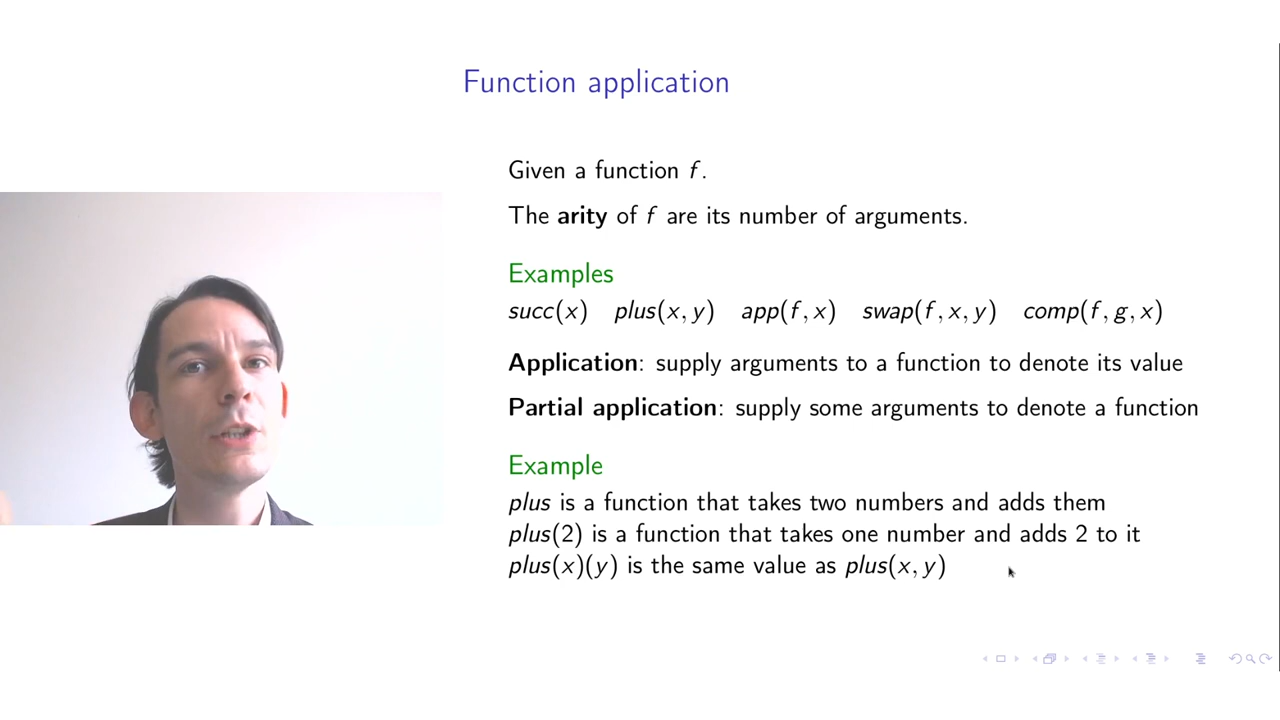 Function application
Given a function f.
The arity of f are its number of arguments.
Examples
succ(x) plus(x, y) app(f, x) swap(f, x, y) comp(f, g, x)
Application: supply arguments to a function to denote its value
Partial application: supply some arguments to denote a function
Example
plus is a function that takes two numbers and adds them
plus(2) is a function that takes one number and adds 2 to it
plus(x)(y) is the same value as plus(x, y)